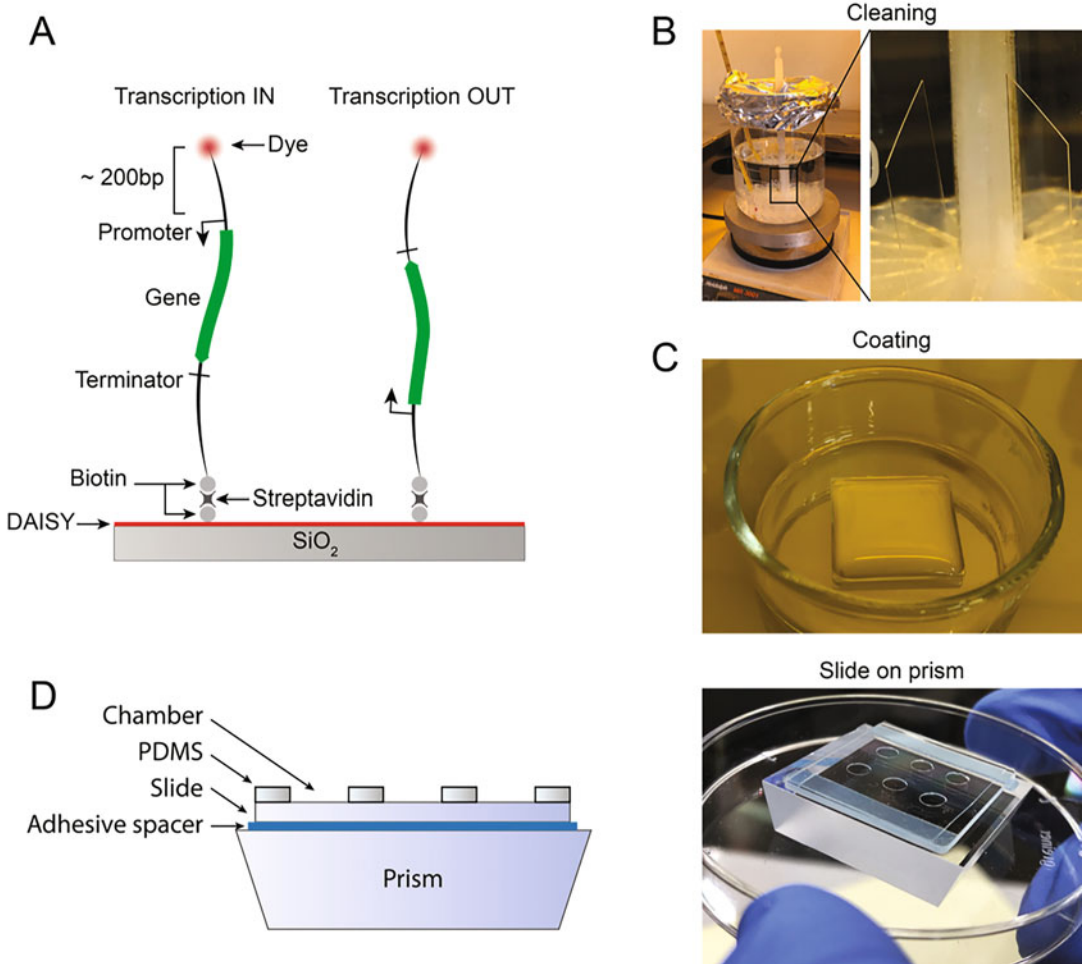 A
Transcription IN
Transcription OUT
Dye
~ 200bp
Promoter
Gene
Terminator
Biotin
Streptavidin
DAISY
SiO₂
B
Cleaning
C
Coating
Slide on prism
D
Chamber
PDMS
Slide
Adhesive spacer
Prism